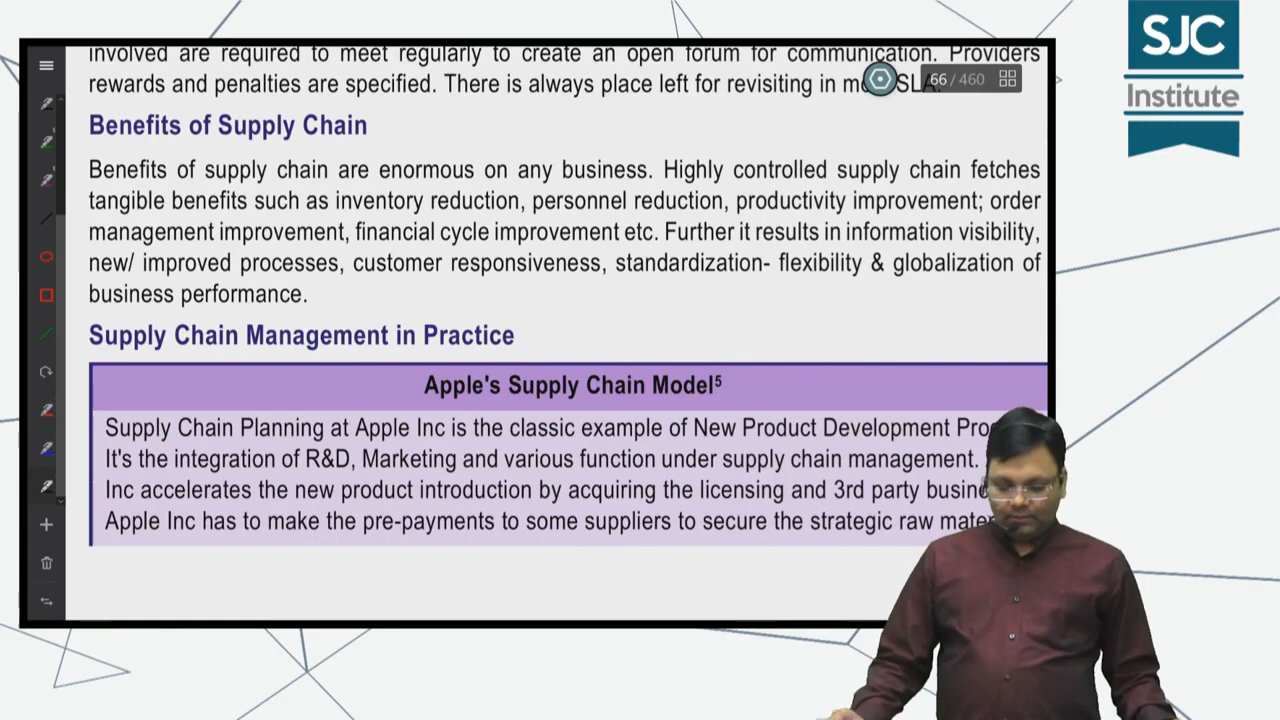 SJC
Institute
involved are required to meet regularly to create an open forum for communication. Providers
rewards and penalties are specified. There is always place left for revisiting in SLA.
66 / 460
Benefits of Supply Chain
Benefits of supply chain are enormous on any business. Highly controlled supply chain fetches
tangible benefits such as inventory reduction, personnel reduction, productivity improvement; order
management improvement, financial cycle improvement etc. Further it results in information visibility,
new/ improved processes, customer responsiveness, standardization- flexibility & globalization of
business performance.
Supply Chain Management in Practice
Apple's Supply Chain Model⁵
Supply Chain Planning at Apple Inc is the classic example of New Product Development
It's the integration of R&D, Marketing and various function under supply chain management.
Inc accelerates the new product introduction by acquiring the licensing and 3rd party
Apple Inc has to make the pre-payments to some suppliers to secure the strategic raw